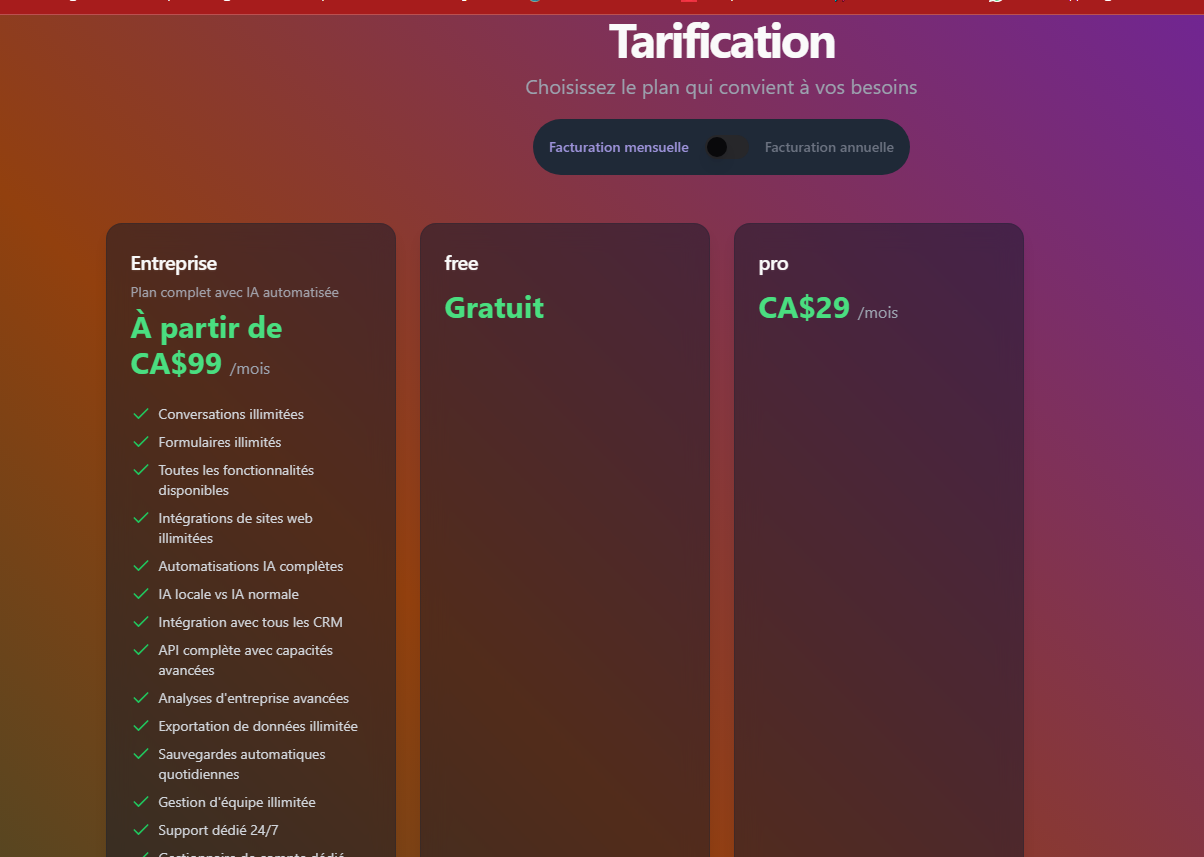 Tarification
Choisissez le plan qui convient à vos besoins
Facturation mensuelle
Facturation annuelle
Entreprise
Plan complet avec IA automatisée
À partir de
CA$99 /mois
Conversations illimitées
Formulaires illimités
Toutes les fonctionnalités
disponibles
Intégrations de sites web
illimitées
Automatisations IA complètes
IA locale vs IA normale
Intégration avec tous les CRM
API complète avec capacités
avancées
Analyses d'entreprise avancées
Exportation de données illimitée
Sauvegardes automatiques
quotidiennes
Gestion d'équipe illimitée
Support dédié 24/7
Gestionnaire de compte dédié
free
Gratuit
pro
CA$29 /mois